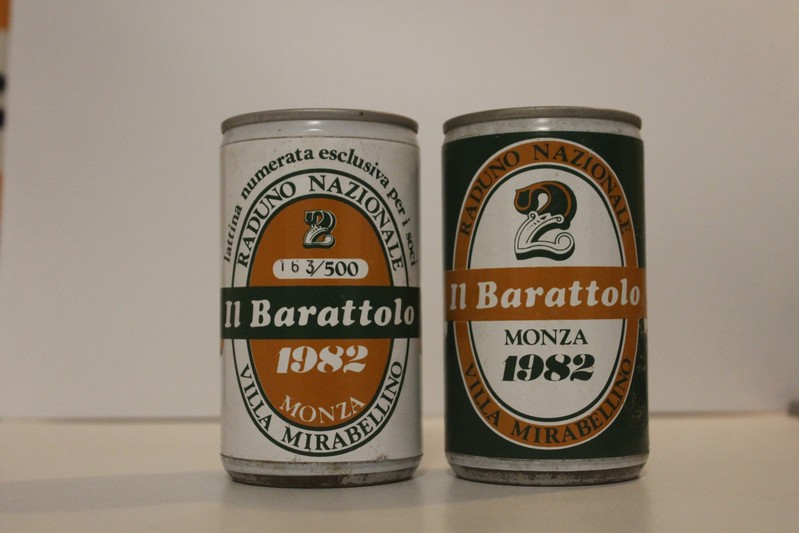 lattina numerata esclusiva per i soci
RADUNO NAZIONALE
2
163/500
Il Barattolo
1982
MONZA
VILLA MIRABELLINO
RADUNO NAZIONALE
2
Il Barattolo
MONZA
1982
VILLA MIRABELLINO